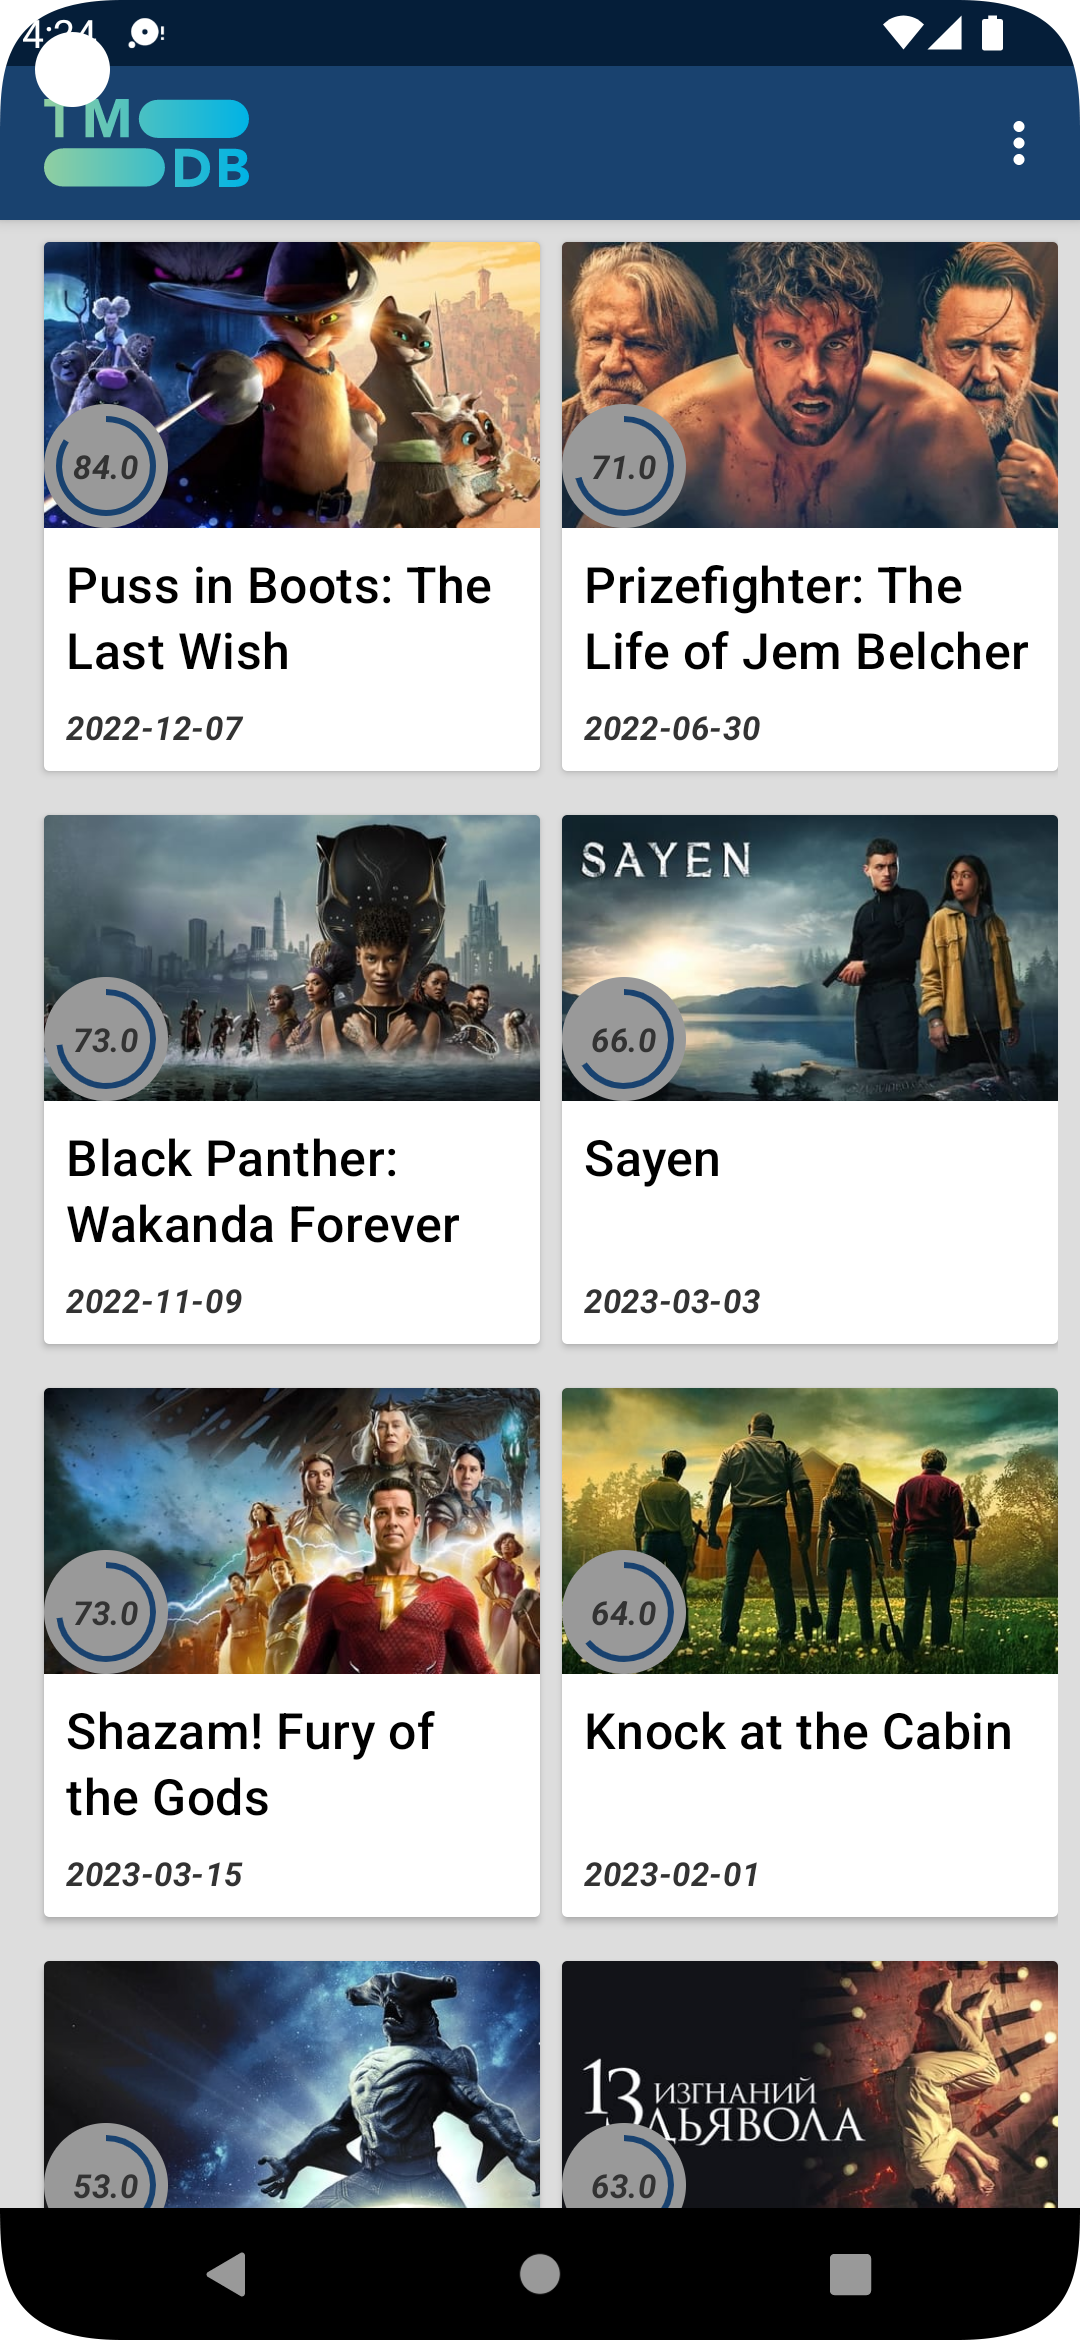 TM
DB
84.0
71.0
Puss in Boots: The
Last Wish
2022-12-07
Prizefighter: The
Life of Jem Belcher
2022-06-30
SAYEN
73.0
66.0
Black Panther:
Wakanda Forever
2022-11-09
Sayen
2023-03-03
73.0
64.0
Shazam! Fury of
the Gods
2023-03-15
Knock at the Cabin
2023-02-01
13 ИЗГНАНИЙ
ДЬЯВОЛА
53.0
63.0